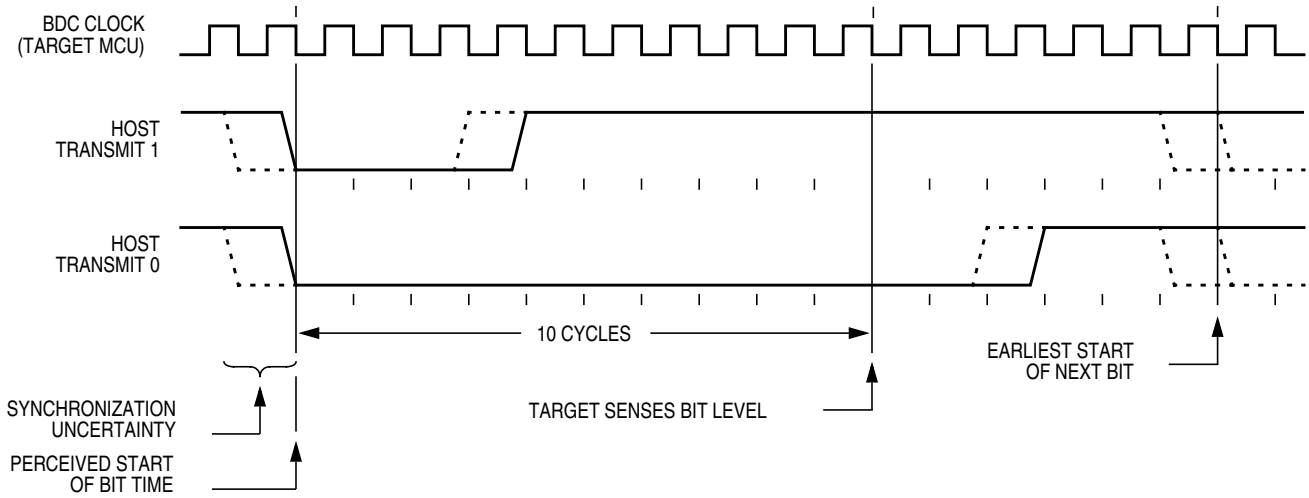 BDC CLOCK
(TARGET MCU)
HOST
TRANSMIT 1
HOST
TRANSMIT 0
10 CYCLES
EARLIEST START
OF NEXT BIT
SYNCHRONIZATION
UNCERTAINTY
TARGET SENSES BIT LEVEL
PERCEIVED START
OF BIT TIME